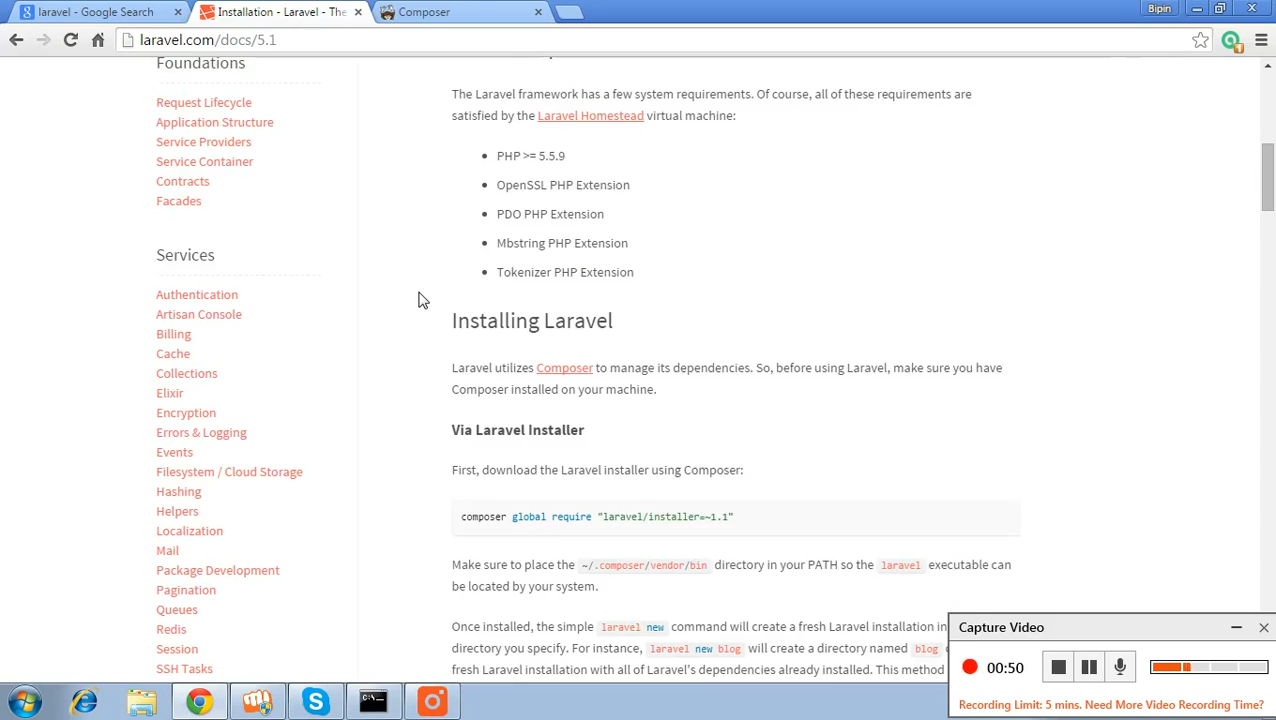 laravel - Google Search
Installation - Laravel - The
Composer
Bipin
laravel.com/docs/5.1
Foundations
Request Lifecycle
Application Structure
Service Providers
Service Container
Contracts
Facades
Services
Authentication
Artisan Console
Billing
Cache
Collections
Elixir
Encryption
Errors & Logging
Events
Filesystem / Cloud Storage
Hashing
Helpers
Localization
Mail
Package Development
Pagination
Queues
Redis
Session
SSH Tasks
The Laravel framework has a few system requirements. Of course, all of these requirements are
satisfied by the Laravel Homestead virtual machine:
PHP >= 5.5.9
OpenSSL PHP Extension
PDO PHP Extension
Mbstring PHP Extension
Tokenizer PHP Extension
Installing Laravel
Laravel utilizes Composer to manage its dependencies. So, before using Laravel, make sure you have
Composer installed on your machine.
Via Laravel Installer
First, download the Laravel installer using Composer:
composer global require "laravel/installer=~1.1"
Make sure to place the ~/.composer/vendor/bin directory in your PATH so the laravel executable can
be located by your system.
Once installed, the simple laravel new command will create a fresh Laravel installation in
directory you specify. For instance, laravel new blog will create a directory named blog
fresh Laravel installation with all of Laravel's dependencies already installed. This method
Capture Video
00:50
Recording Limit: 5 mins. Need More Video Recording Time?